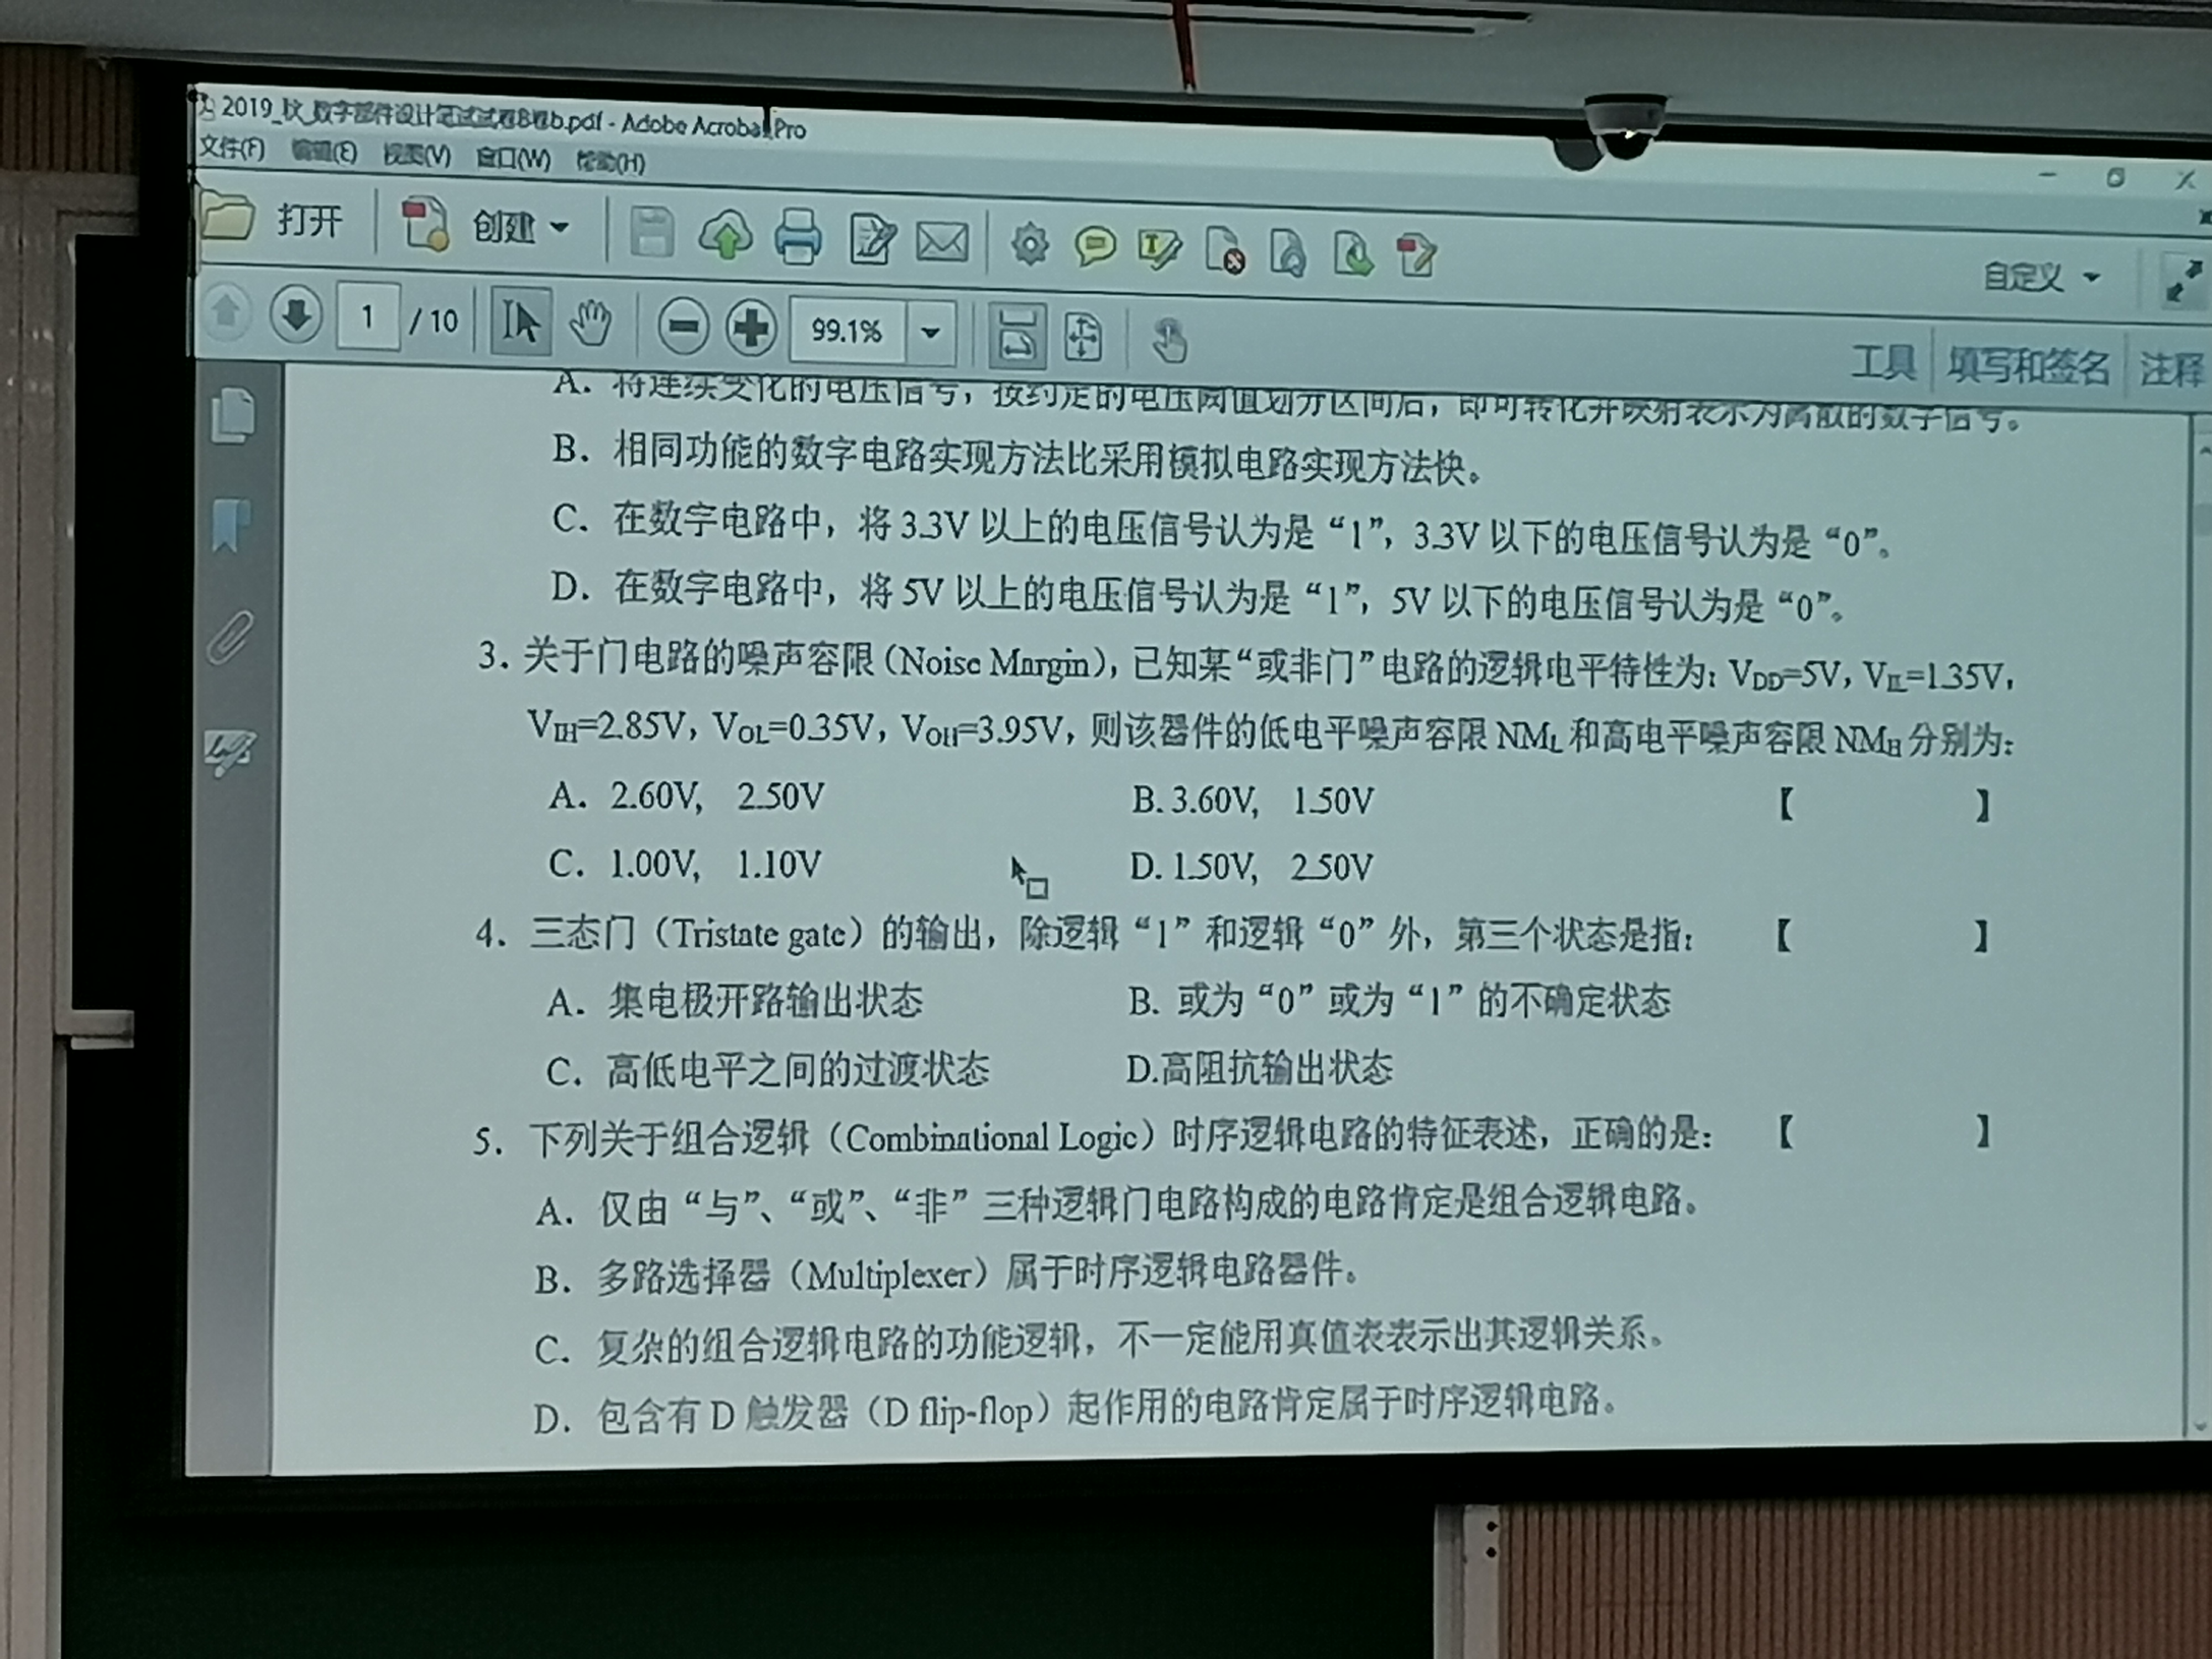 2019_秋_数字部件设计笔试试卷B卷b.pdf - Adobe Acrobat Pro
文件(F) 编辑(E) 视图(V) 窗口(W) 帮助(H)
打开 创建
自定义
1 / 10 99.1%
工具 填写和签名 注释
A. 将连续变化的电压信号，按约定的电压阈值划分区间后，即可转化并映射表示为离散的数字信号。
B. 相同功能的数字电路实现方法比采用模拟电路实现方法快。
C. 在数字电路中，将 3.3V 以上的电压信号认为是“1”，3.3V 以下的电压信号认为是“0”。
D. 在数字电路中，将 5V 以上的电压信号认为是“1”，5V 以下的电压信号认为是“0”。
3. 关于门电路的噪声容限（Noise Margin），已知某“或非门”电路的逻辑电平特性为：VDD=5V，VIL=1.35V，
VIH=2.85V，VOL=0.35V，VOH=3.95V，则该器件的低电平噪声容限 NML 和高电平噪声容限 NMH 分别为：
A. 2.60V, 2.50V B. 3.60V, 1.50V 【 】
C. 1.00V, 1.10V D. 1.50V, 2.50V
4. 三态门（Tristate gate）的输出，除逻辑“1”和逻辑“0”外，第三个状态是指： 【 】
A. 集电极开路输出状态 B. 或为“0”或为“1”的不确定状态
C. 高低电平之间的过渡状态 D.高阻抗输出状态
5. 下列关于组合逻辑（Combinational Logic）时序逻辑电路的特征表述，正确的是： 【 】
A. 仅由“与”、“或”、“非”三种逻辑门电路构成的电路肯定是组合逻辑电路。
B. 多路选择器（Multiplexer）属于时序逻辑电路器件。
C. 复杂的组合逻辑电路的功能逻辑，不一定能用真值表表示出其逻辑关系。
D. 包含有 D 触发器（D flip-flop）起作用的电路肯定属于时序逻辑电路。